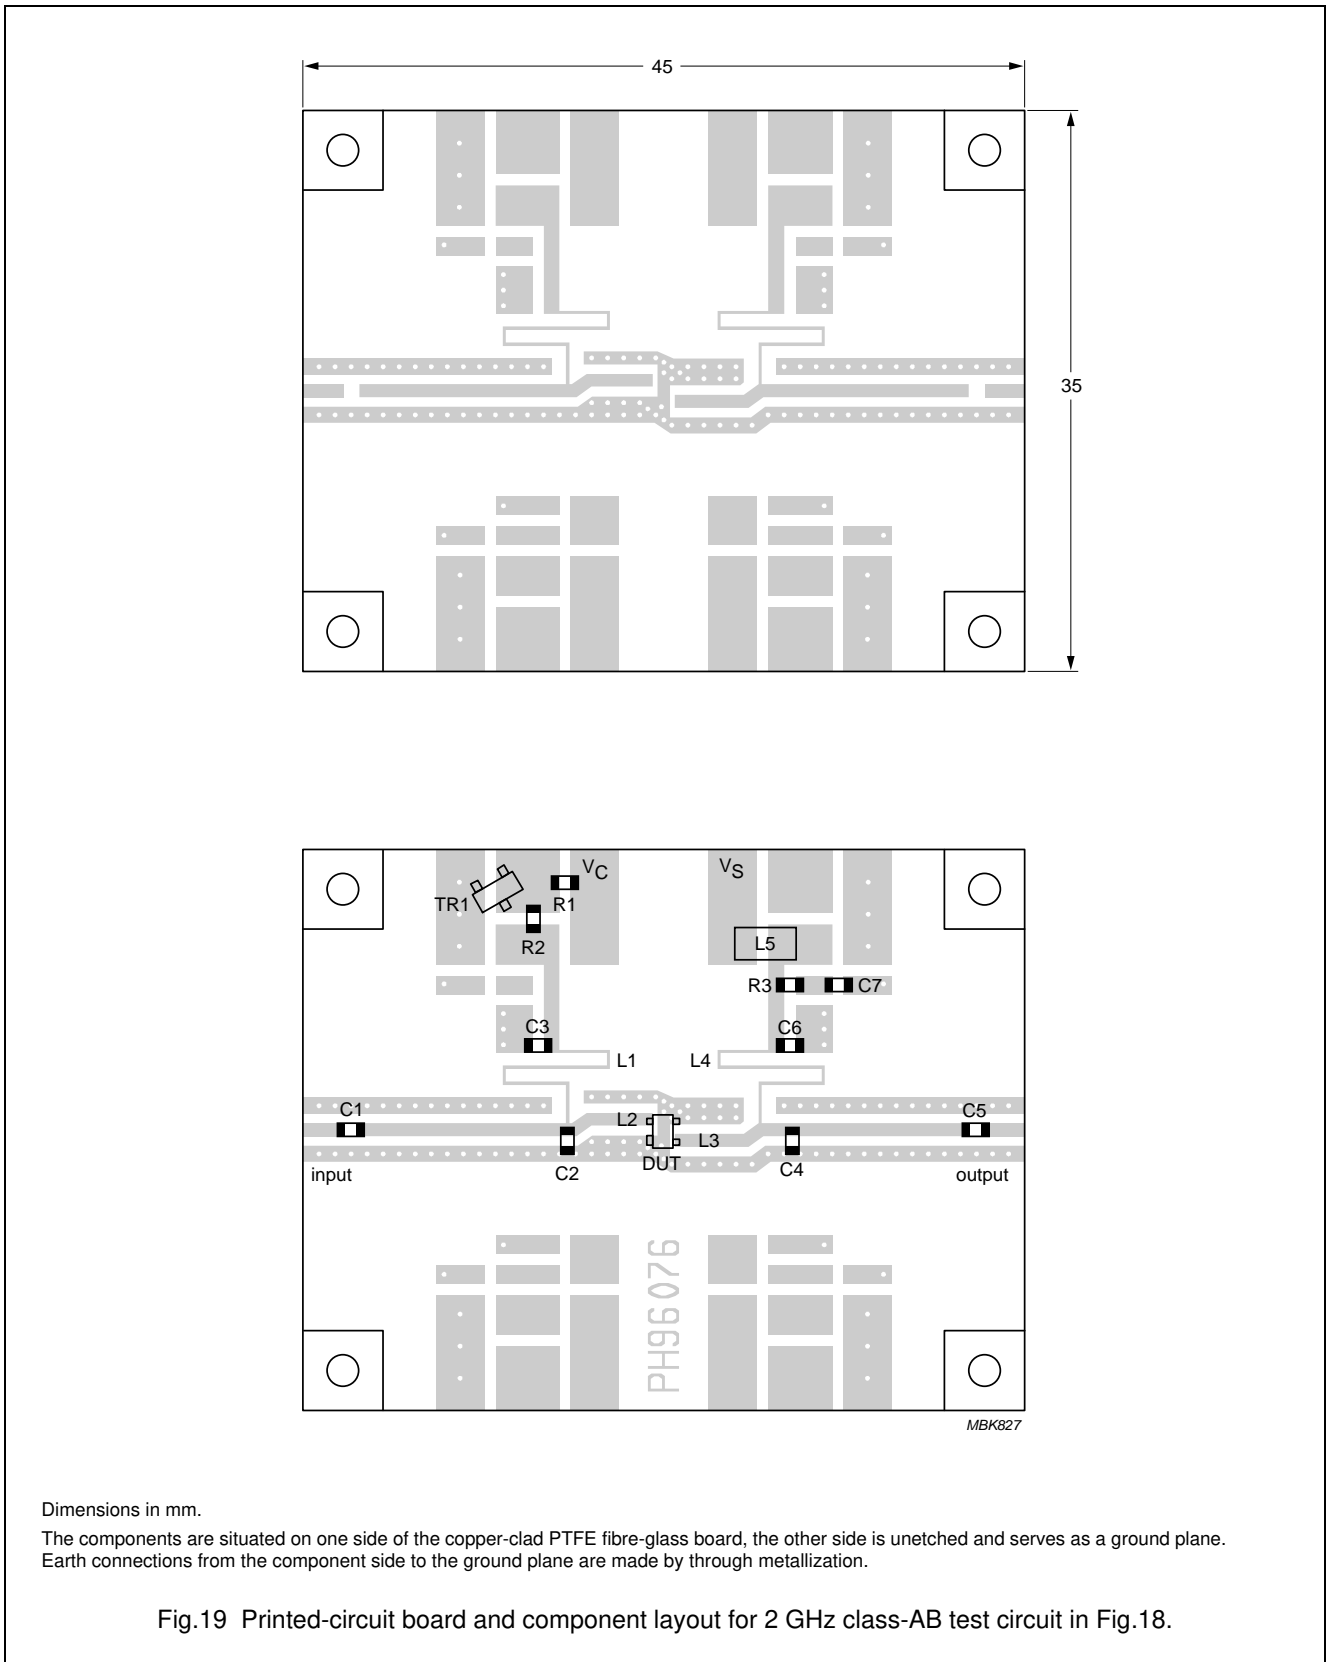 45
35
VC
VS
TR1
R1
R2
L5
R3
C7
C3
C6
L1
L4
C1
C5
L2
L3
input
C2
DUT
C4
output
PH96076
MBK827
Dimensions in mm.
The components are situated on one side of the copper-clad PTFE fibre-glass board, the other side is unetched and serves as a ground plane.
Earth connections from the component side to the ground plane are made by through metallization.
Fig.19 Printed-circuit board and component layout for 2 GHz class-AB test circuit in Fig.18.